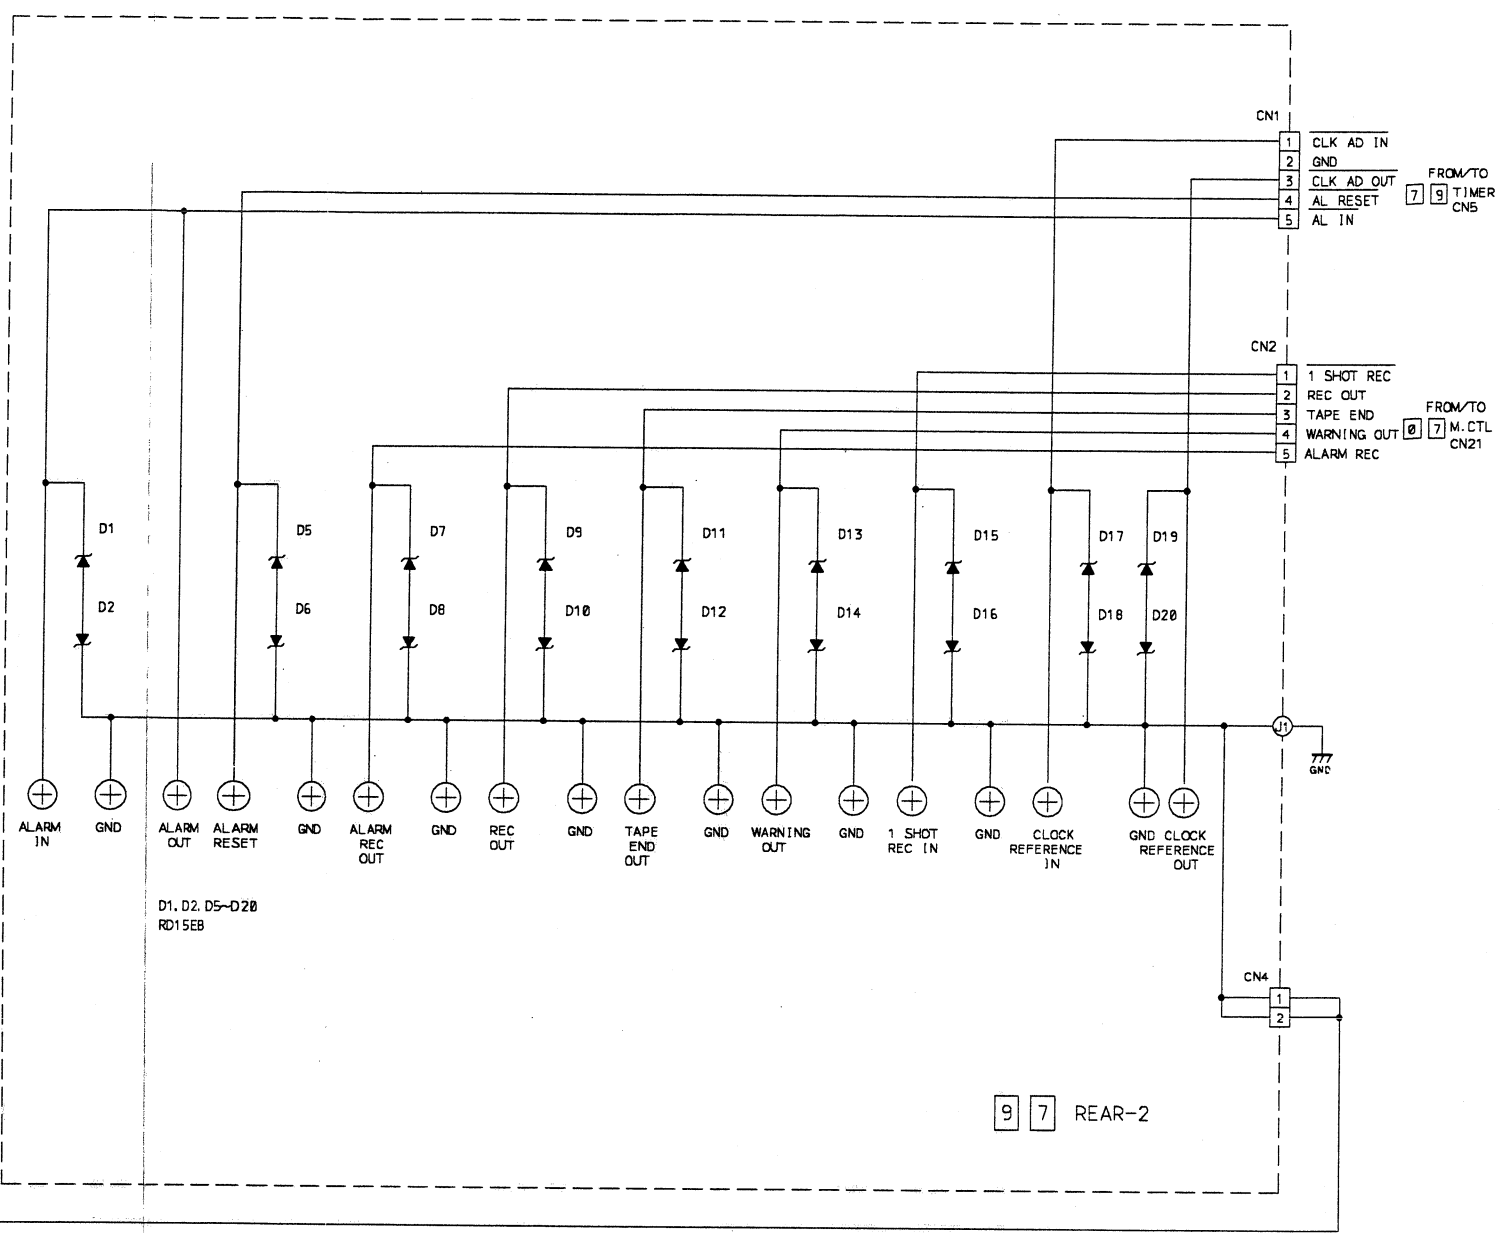 CN1
1 CLK AD IN
2 GND
3 CLK AD OUT
4 AL RESET
5 AL IN
FROM/TO
7 9 TIMER
CN5
CN2
1 1 SHOT REC
2 REC OUT
3 TAPE END
4 WARNING OUT
5 ALARM REC
FROM/TO
0 7 M.CTL
CN21
D1
D5
D7
D9
D11
D13
D15
D17
D19
D2
D6
D8
D10
D12
D14
D16
D18
D20
J1
GND
ALARM
IN
GND
ALARM
OUT
ALARM
RESET
GND
ALARM
REC
OUT
GND
REC
OUT
GND
TAPE
END
OUT
GND
WARNING
OUT
GND
1 SHOT
REC IN
GND
CLOCK
REFERENCE
IN
GND
CLOCK
REFERENCE
OUT
D1, D2, D5~D20
RD15EB
CN4
1
2
9 7 REAR-2